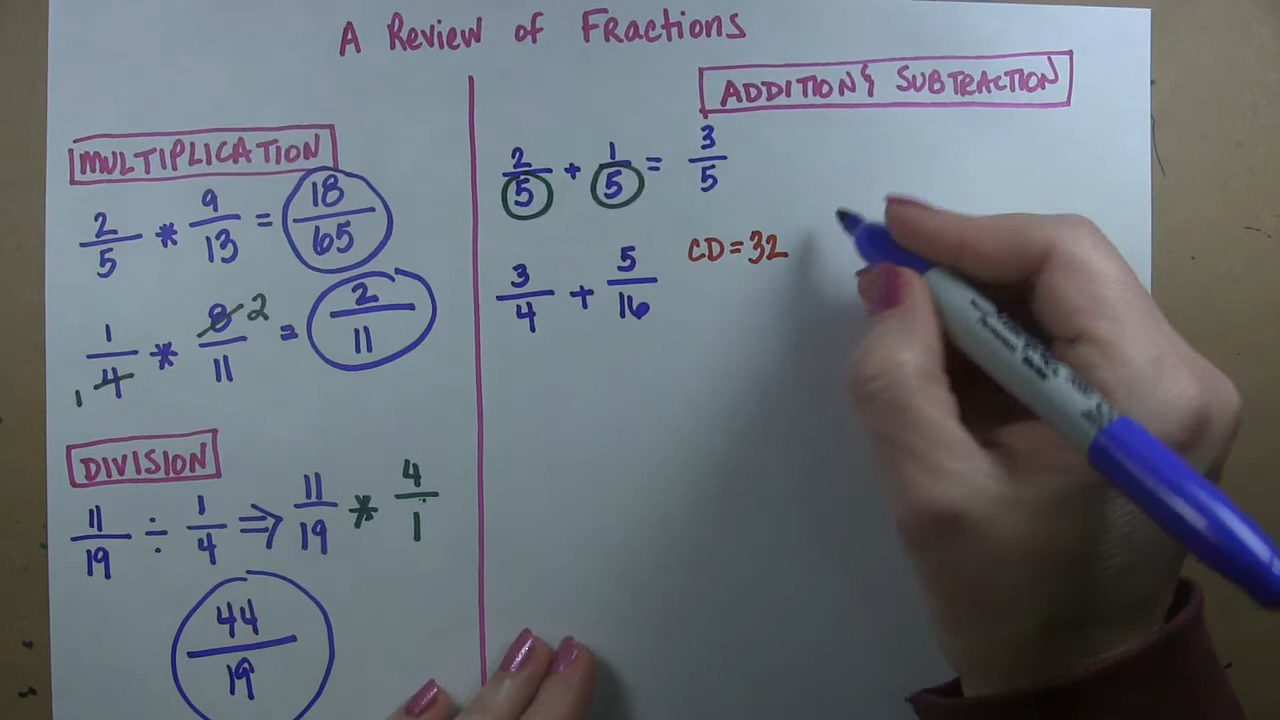 A Review of Fractions
MULTIPLICATION
2/5 * 9/13 = 18/65
1/4 1 * 8/11 2 = 2/11
DIVISION
11/19 ÷ 1/4 ⇒ 11/19 * 4/1
44/19
ADDITION & SUBTRACTION
2/5 + 1/5 = 3/5
3/4 + 5/16
CD=32